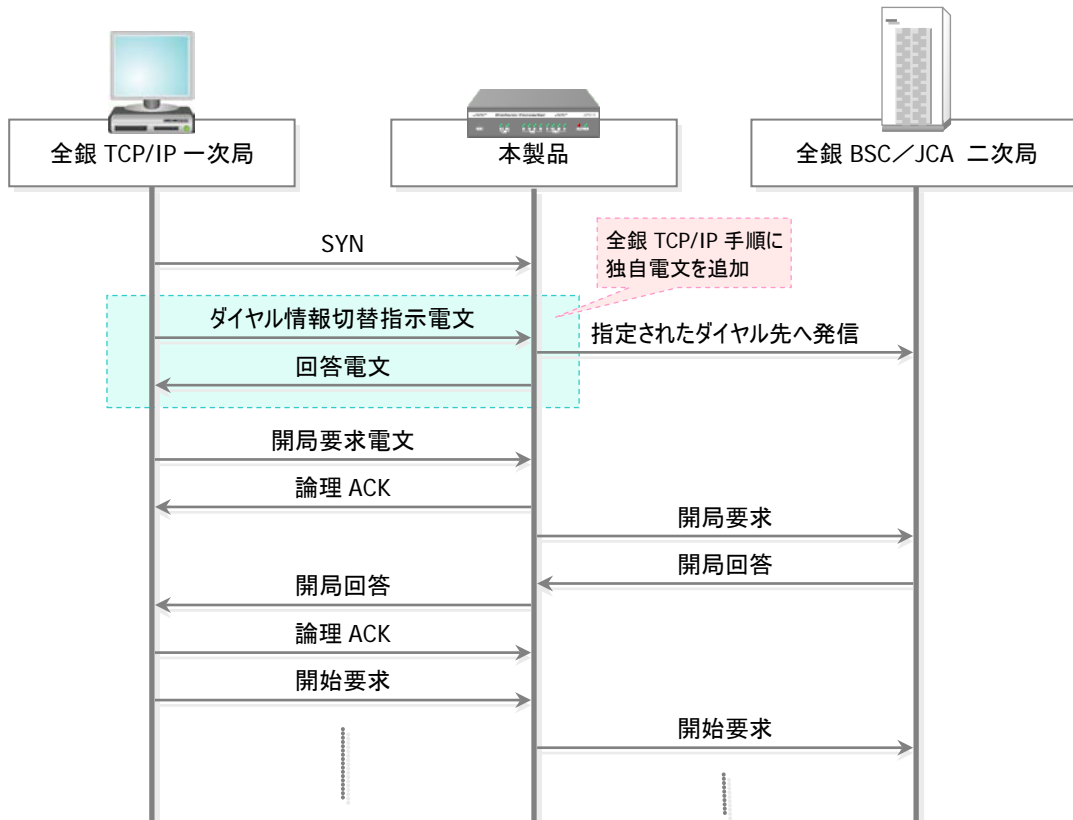 全銀 TCP/IP 一次局
本製品
全銀 BSC／JCA 二次局
SYN
全銀 TCP/IP 手順に
独自電文を追加
ダイヤル情報切替指示電文
指定されたダイヤル先へ発信
回答電文
開局要求電文
論理 ACK
開局要求
開局回答
開局回答
論理 ACK
開始要求
開始要求